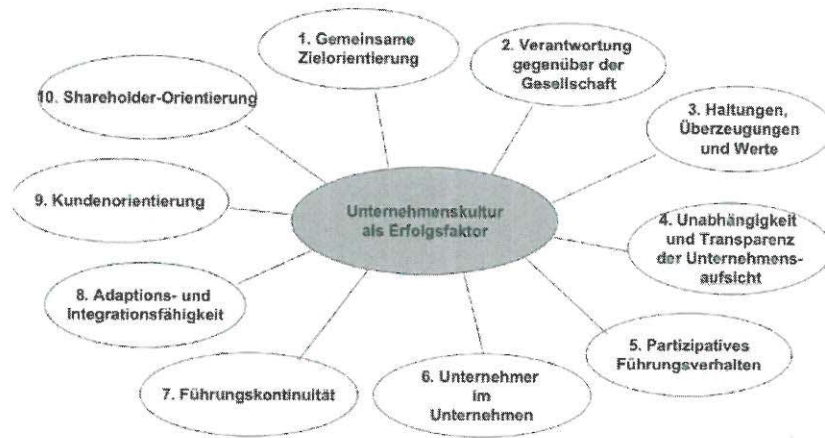 1. Gemeinsame
Zielorientierung
2. Verantwortung
gegenüber der
Gesellschaft
3. Haltungen,
Überzeugungen
und Werte
4. Unabhängigkeit
und Transparenz
der Unternehmens-
aufsicht
5. Partizipatives
Führungsverhalten
6. Unternehmer
im
Unternehmen
7. Führungskontinuität
8. Adaptions- und
Integrationsfähigkeit
9. Kundenorientierung
10. Shareholder-Orientierung
Unternehmenskultur
als Erfolgsfaktor